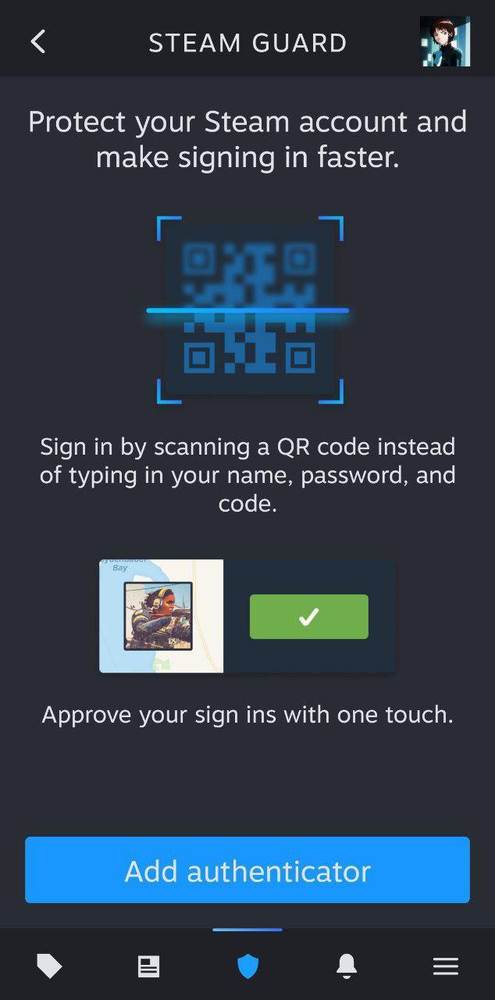 STEAM GUARD
Protect your Steam account and
make signing in faster.
Sign in by scanning a QR code instead
of typing in your name, password, and
code.
Bay
Approve your sign ins with one touch.
Add authenticator